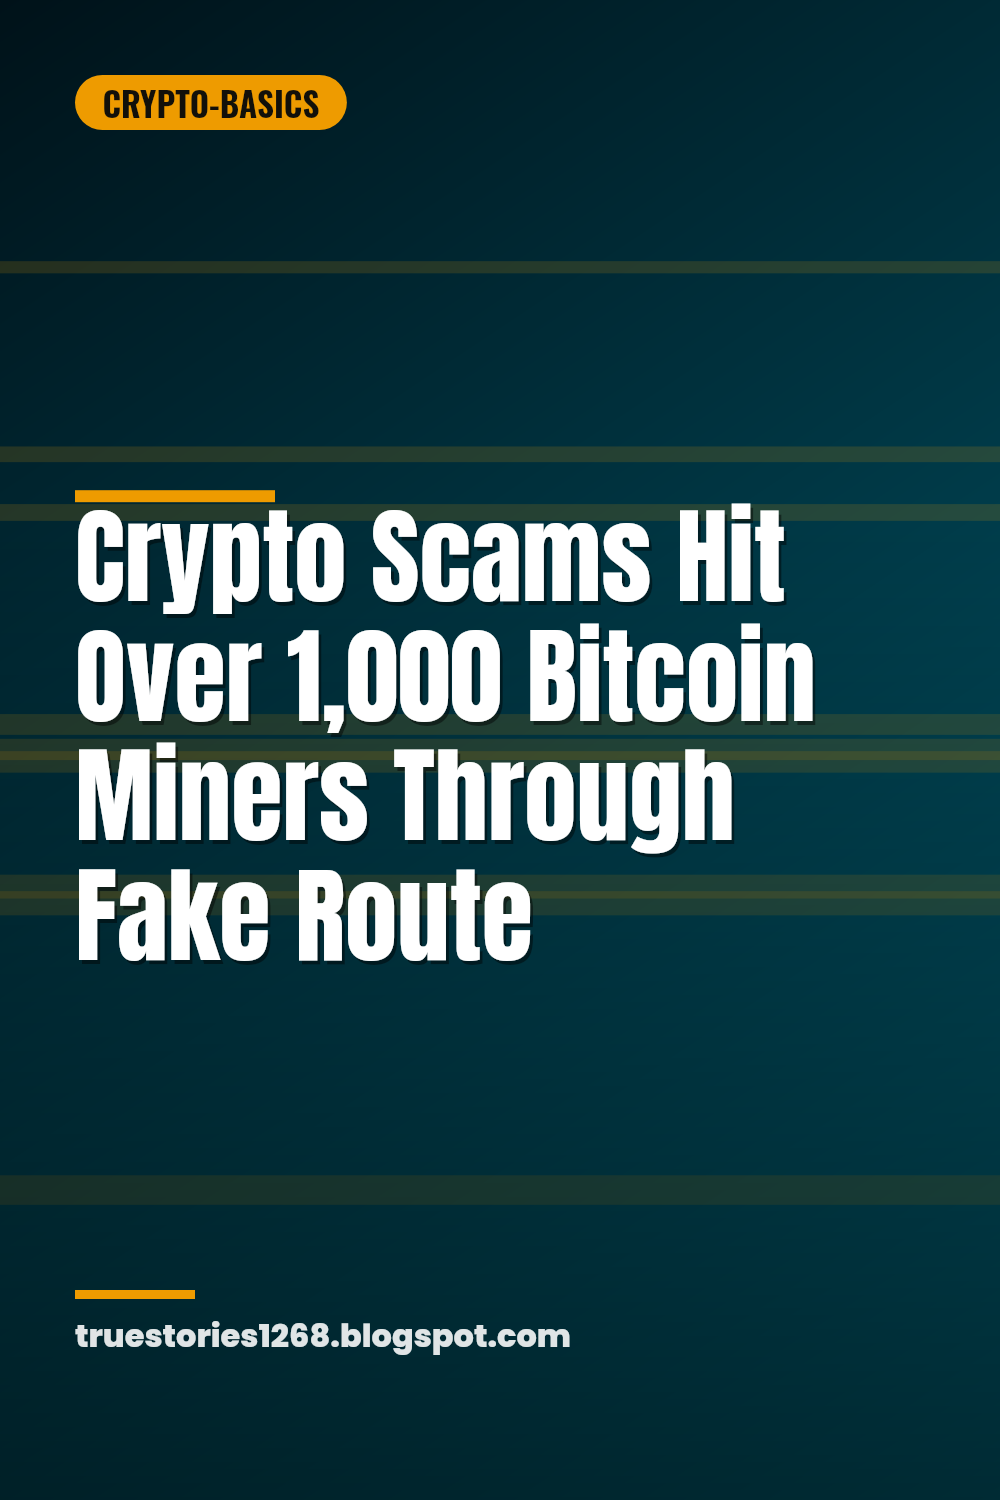 CRYPTO-BASICS
Crypto Scams Hit
Over 1,000 Bitcoin
Miners Through
Fake Route
truestories1268.blogspot.com